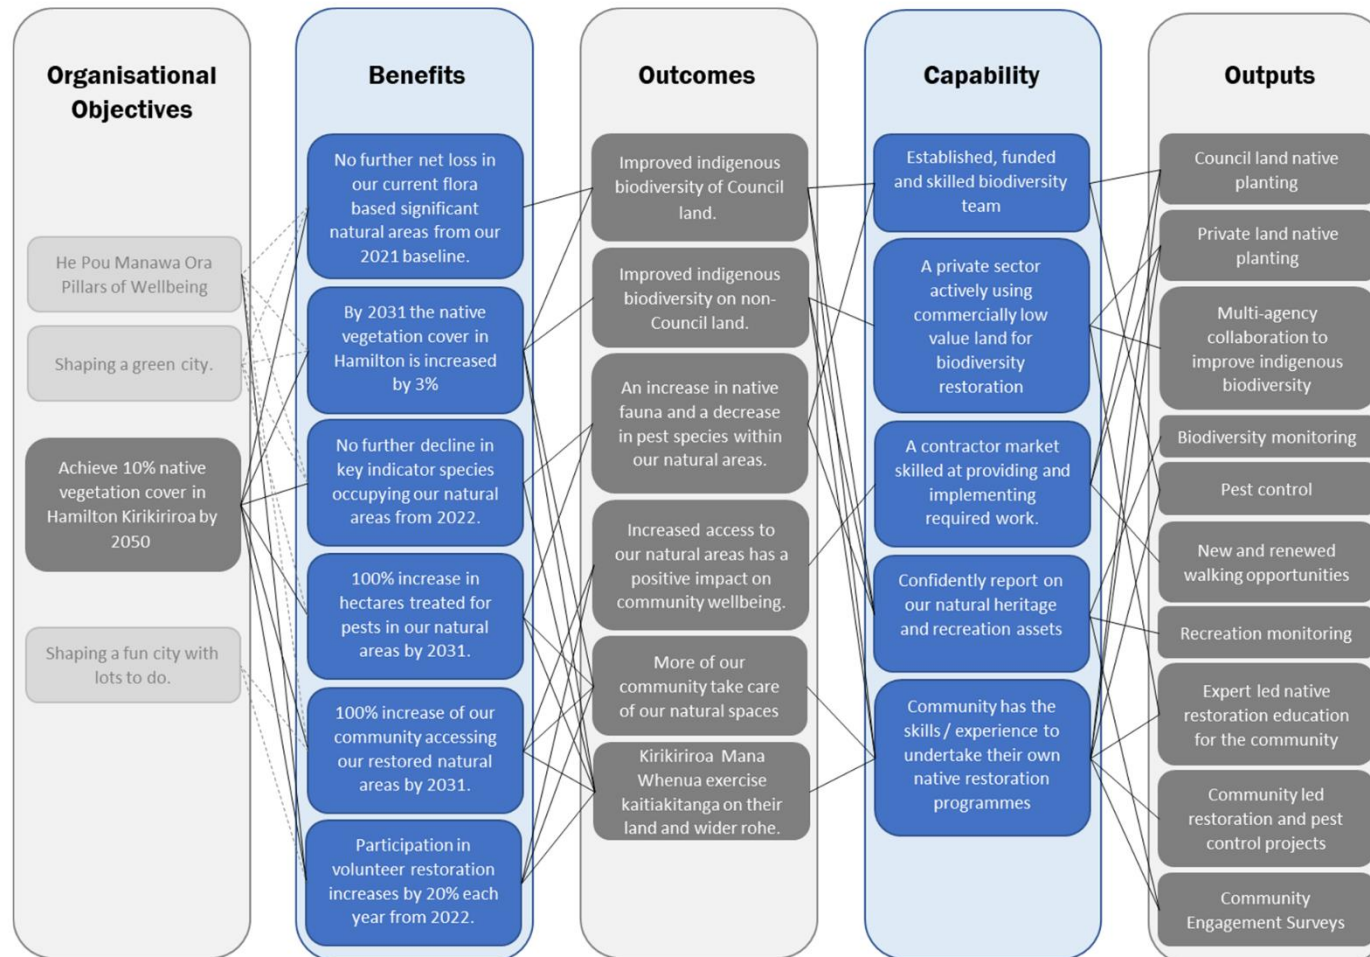 Organisational
Objectives
He Pou Manawa Ora
Pillars of Wellbeing
Shaping a green city.
Achieve 10% native
vegetation cover in
Hamilton Kirikiriroa by
2050
Shaping a fun city with
lots to do.
Benefits
No further net loss in
our current flora
based significant
natural areas from our
2021 baseline.
By 2031 the native
vegetation cover in
Hamilton is increased
by 3%
No further decline in
key indicator species
occupying our natural
areas from 2022.
100% increase in
hectares treated for
pests in our natural
areas by 2031.
100% increase of our
community accessing
our restored natural
areas by 2031.
Participation in
volunteer restoration
increases by 20% each
year from 2022.
Outcomes
Improved indigenous
biodiversity of Council
land.
Improved indigenous
biodiversity on non-
Council land.
An increase in native
fauna and a decrease
in pest species within
our natural areas.
Increased access to
our natural areas has a
positive impact on
community wellbeing.
More of our
community take care
of our natural spaces
Kirikiriroa Mana
Whenua exercise
kaitiakitanga on their
land and wider rohe.
Capability
Established, funded
and skilled biodiversity
team
A private sector
actively using
commercially low
value land for
biodiversity
restoration
A contractor market
skilled at providing and
implementing
required work.
Confidently report on
our natural heritage
and recreation assets
Community has the
skills / experience to
undertake their own
native restoration
programmes
Outputs
Council land native
planting
Private land native
planting
Multi-agency
collaboration to
improve indigenous
biodiversity
Biodiversity monitoring
Pest control
New and renewed
walking opportunities
Recreation monitoring
Expert led native
restoration education
for the community
Community led
restoration and pest
control projects
Community
Engagement Surveys